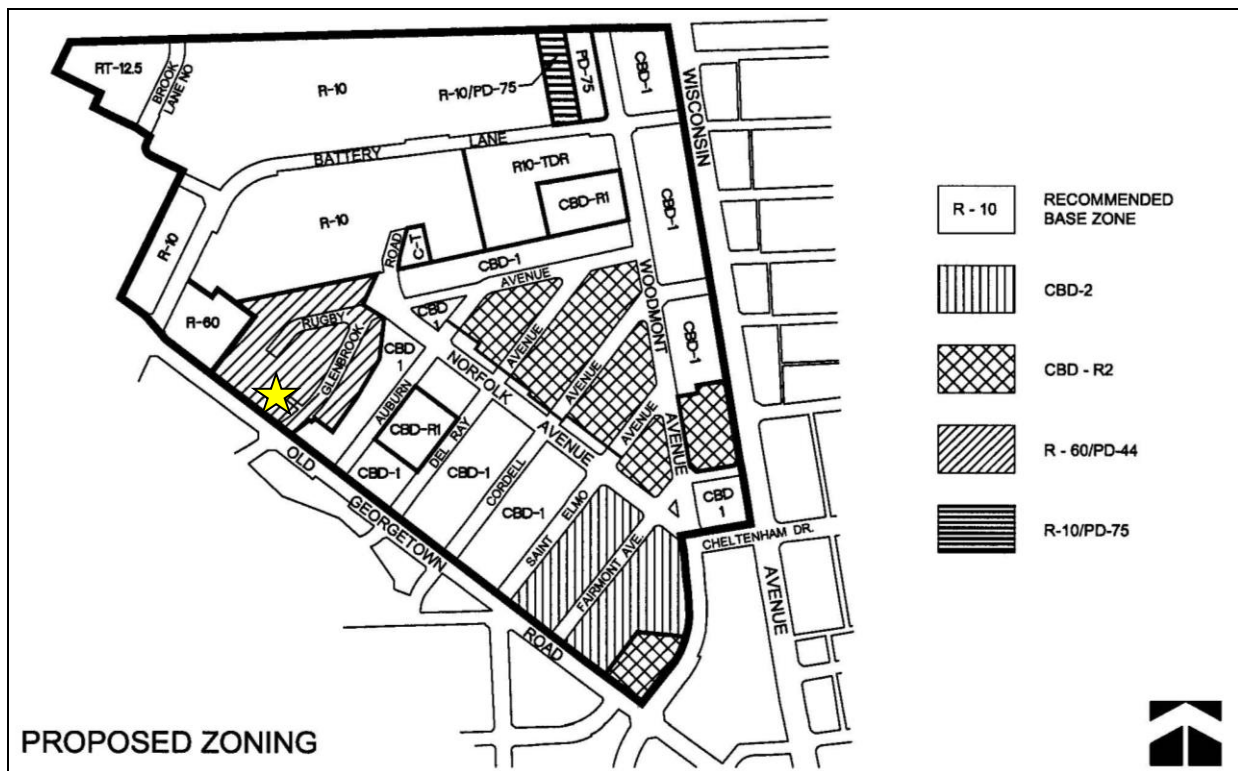 RT-12.5
BROOK
LANE NO
R-10
R-10/PD-75
PD-75
CBD-1
WISCONSIN
BATTERY LANE
R10-TDR
CBD-R1
CBD-1
R-10
R-10
ROAD
C-T
CBD-1
AVENUE
WOODMONT
R-60
RUGBY
GLENBROOK
CBD
1
CBD
1
AUBURN
NORFOLK
AVENUE
AVENUE
AVENUE
AVENUE
AVENUE
CBD-1
CBD-R1
DEL RAY
CBD-1
CBD-1
CORDELL
CBD-1
SAINT ELMO
FAIRMONT AVE.
CBD
1
CHELTENHAM DR.
AVENUE
OLD
GEORGETOWN
ROAD
R - 10
RECOMMENDED
BASE ZONE
CBD-2
CBD - R2
R - 60/PD-44
R-10/PD-75
PROPOSED ZONING